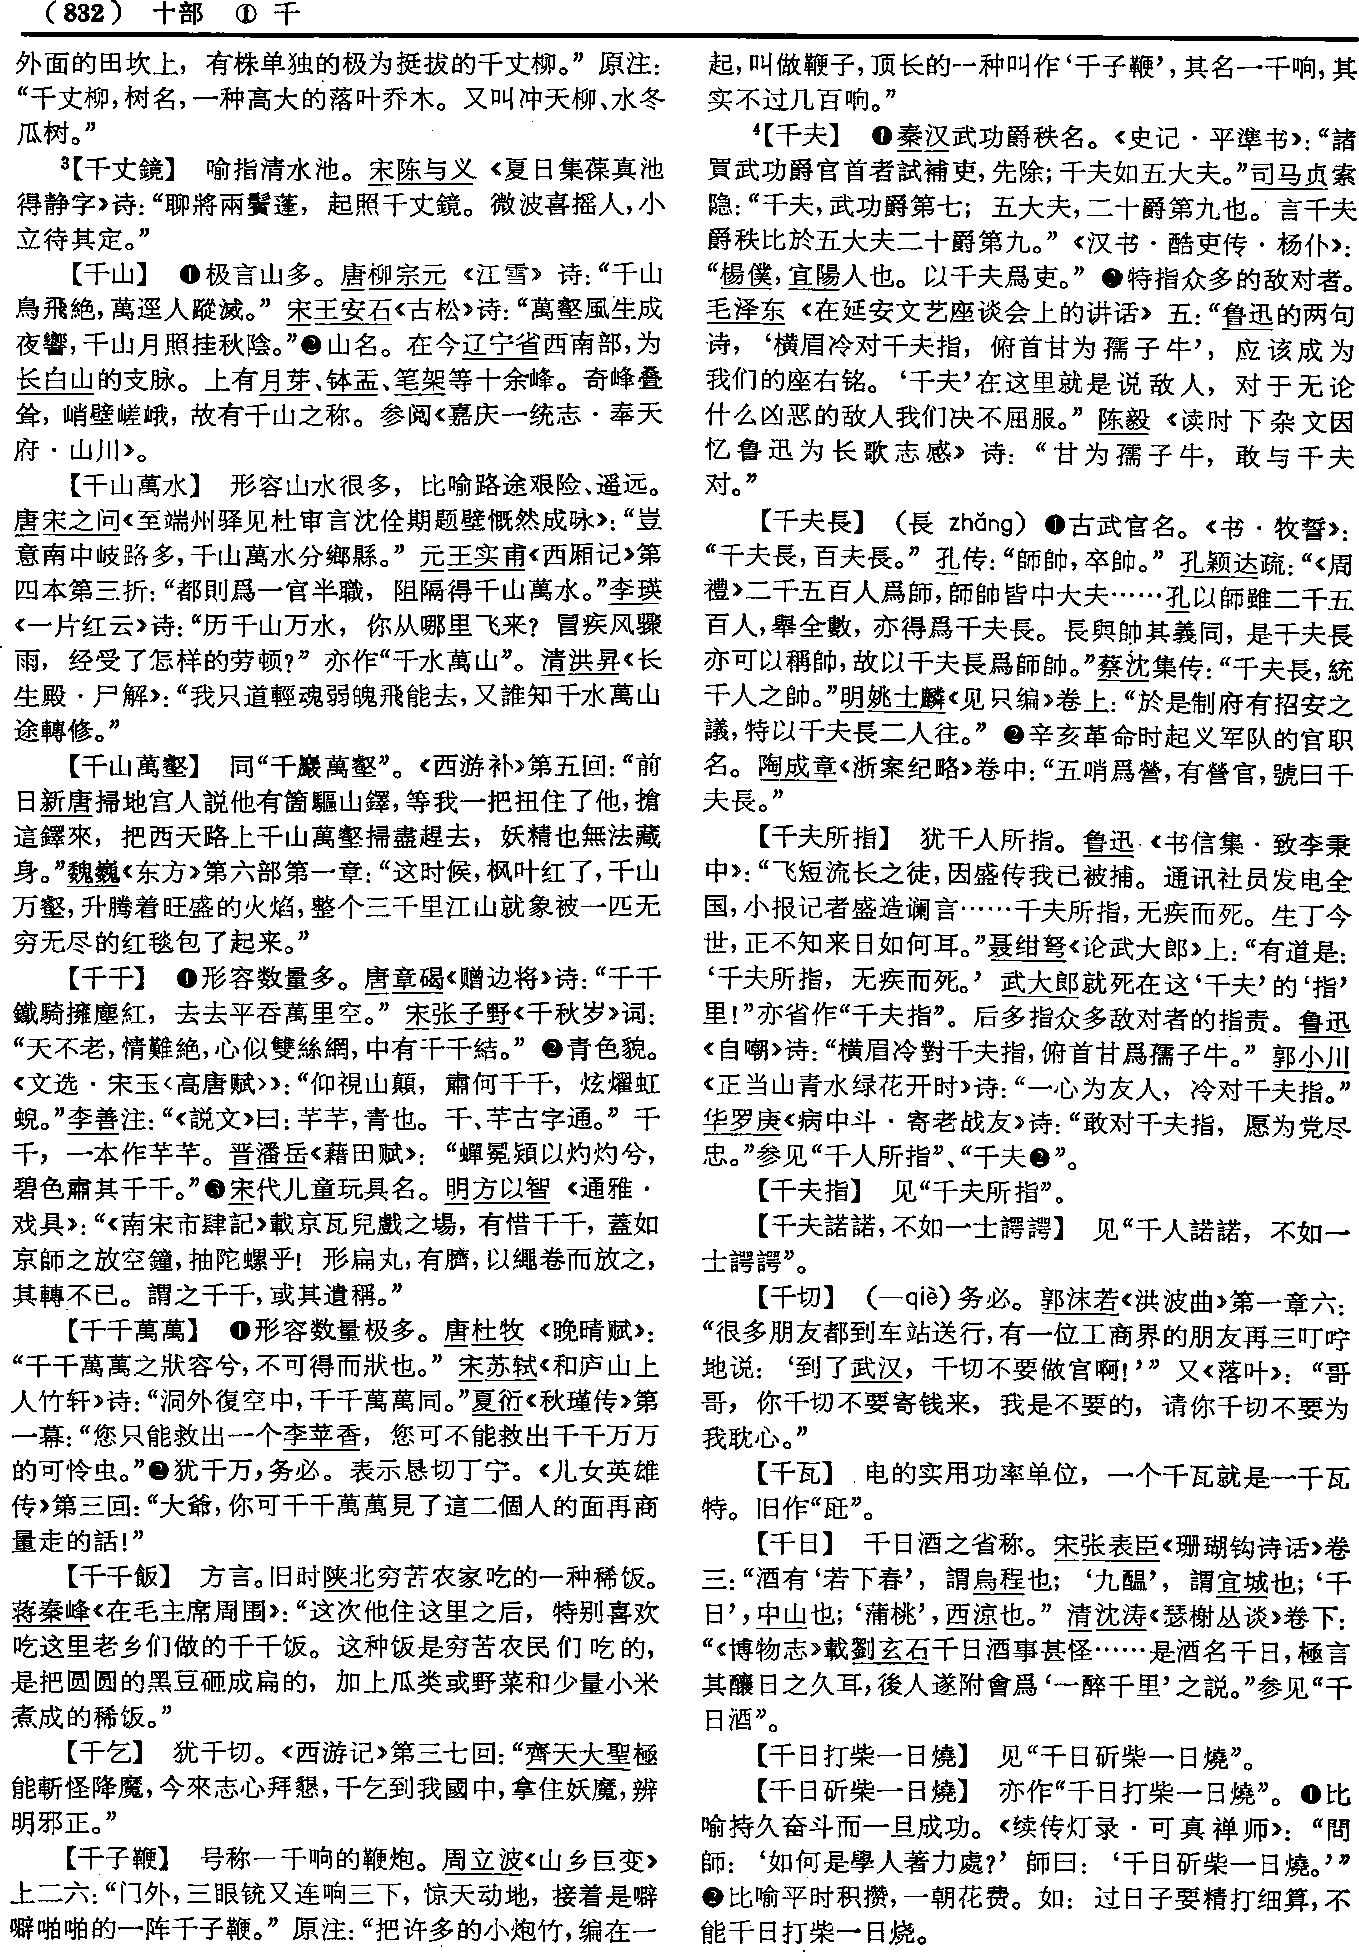 （832） 十部 ① 千
外面的田坎上，有株单独的极为挺拔的千丈柳。”原注：
“千丈柳，树名，一种高大的落叶乔木。又叫冲天柳、水冬
瓜树。”
³【千丈鏡】 喻指清水池。宋陈与义《夏日集葆真池
得静字》诗：“聊將兩鬢蓬，起照千丈鏡。微波喜摇人，小
立待其定。”
【千山】 ❶极言山多。唐柳宗元《江雪》诗：“千山
鳥飛絶，萬逕人蹤滅。”宋王安石《古松》诗：“萬壑風生成
夜響，千山月照挂秋陰。”❷山名。在今辽宁省西南部，为
长白山的支脉。上有月芽、钵盂、笔架等十余峰。奇峰叠
耸，峭壁嵯峨，故有千山之称。参阅《嘉庆一统志·奉天
府·山川》。
【千山萬水】 形容山水很多，比喻路途艰险、遥远。
唐宋之问《至端州驿见杜审言沈佺期题壁慨然成咏》：“豈
意南中岐路多，千山萬水分鄉縣。”元王实甫《西厢记》第
四本第三折：“都則爲一官半職，阻隔得千山萬水。”李瑛
《一片红云》诗：“历千山万水，你从哪里飞来？冒疾风骤
雨，经受了怎样的劳顿？”亦作“千水萬山”。清洪昇《长
生殿·尸解》：“我只道輕魂弱魄飛能去，又誰知千水萬山
途轉修。”
【千山萬壑】 同“千巖萬壑”。《西游补》第五回：“前
日新唐掃地宫人説他有箇驅山鐸，等我一把扭住了他，搶
這鐸來，把西天路上千山萬壑掃盡趕去，妖精也無法藏
身。”魏巍《东方》第六部第一章：“这时候，枫叶红了，千山
万壑，升腾着旺盛的火焰，整个三千里江山就象被一匹无
穷无尽的红毯包了起来。”
【千千】 ❶形容数量多。唐章碣《赠边将》诗：“千千
鐵騎擁塵紅，去去平吞萬里空。”宋张子野《千秋岁》词：
“天不老，情難絶，心似雙絲網，中有千千結。”❷青色貌。
《文选·宋玉〈高唐赋〉》：“仰視山顛，肅何千千，炫燿虹
蜺。”李善注：“《説文》曰：芊芊，青也。千、芊古字通。”千
千，一本作芊芊。晋潘岳《藉田赋》：“蟬冕熲以灼灼兮，
碧色肅其千千。”❸宋代儿童玩具名。明方以智《通雅·
戏具》：“《南宋市肆記》載京瓦兒戲之場，有惜千千，蓋如
京師之放空鐘，抽陀螺乎！形扁丸，有臍，以繩卷而放之，
其轉不已。謂之千千，或其遺稱。”
【千千萬萬】 ❶形容数量极多。唐杜牧《晚晴赋》：
“千千萬萬之狀容兮，不可得而狀也。”宋苏轼《和庐山上
人竹轩》诗：“洞外復空中，千千萬萬同。”夏衍《秋瑾传》第
一幕：“您只能救出一个李苹香，您可不能救出千千万万
的可怜虫。”❷犹千万，务必。表示恳切丁宁。《儿女英雄
传》第三回：“大爺，你可千千萬萬見了這二個人的面再商
量走的話！”
【千千飯】 方言。旧时陕北穷苦农家吃的一种稀饭。
蒋秦峰《在毛主席周围》：“这次他住这里之后，特别喜欢
吃这里老乡们做的千千饭。这种饭是穷苦农民们吃的，
是把圆圆的黑豆砸成扁的，加上瓜类或野菜和少量小米
煮成的稀饭。”
【千乞】 犹千切。《西游记》第三七回：“齊天大聖極
能斬怪降魔，今來志心拜懇，千乞到我國中，拿住妖魔，辨
明邪正。”
【千子鞭】 号称一千响的鞭炮。周立波《山乡巨变》
上二六：“门外，三眼铳又连响三下，惊天动地，接着是噼
噼啪啪的一阵千子鞭。”原注：“把许多的小炮竹，编在一
起，叫做鞭子，顶长的一种叫作‘千子鞭’，其名一千响，其
实不过几百响。”
⁴【千夫】 ❶秦汉武功爵秩名。《史记·平準书》：“諸
買武功爵官首者試補吏，先除；千夫如五大夫。”司马贞索
隐：“千夫，武功爵第七；五大夫，二十爵第九也。言千夫
爵秩比於五大夫二十爵第九。”《汉书·酷吏传·杨仆》：
“楊僕，宜陽人也。以千夫爲吏。”❷特指众多的敌对者。
毛泽东《在延安文艺座谈会上的讲话》五：“鲁迅的两句
诗，‘横眉冷对千夫指，俯首甘为孺子牛’，应该成为
我们的座右铭。‘千夫’在这里就是说敌人，对于无论
什么凶恶的敌人我们决不屈服。”陈毅《读时下杂文因
忆鲁迅为长歌志感》诗：“甘为孺子牛，敢与千夫
对。”
【千夫長】 （長 zhǎng）❶古武官名。《书·牧誓》：
“千夫長，百夫長。”孔传：“師帥，卒帥。”孔颖达疏：“《周
禮》二千五百人爲師，師帥皆中大夫……孔以師雖二千五
百人，舉全數，亦得爲千夫長。長與帥其義同，是千夫長
亦可以稱帥，故以千夫長爲師帥。”蔡沈集传：“千夫長，統
千人之帥。”明姚士麟《见只编》卷上：“於是制府有招安之
議，特以千夫長二人往。”❷辛亥革命时起义军队的官职
名。陶成章《浙案纪略》卷中：“五哨爲營，有營官，號曰千
夫長。”
【千夫所指】 犹千人所指。鲁迅《书信集·致李秉
中》：“飞短流长之徒，因盛传我已被捕。通讯社员发电全
国，小报记者盛造谰言……千夫所指，无疾而死。生丁今
世，正不知来日如何耳。”聂绀弩《论武大郎》上：“有道是：
‘千夫所指，无疾而死。’武大郎就死在这‘千夫’的‘指’
里！”亦省作“千夫指”。后多指众多敌对者的指责。鲁迅
《自嘲》诗：“横眉冷對千夫指，俯首甘爲孺子牛。”郭小川
《正当山青水绿花开时》诗：“一心为友人，冷对千夫指。”
华罗庚《病中斗·寄老战友》诗：“敢对千夫指，愿为党尽
忠。”参见“千人所指”、“千夫❷”。
【千夫指】 见“千夫所指”。
【千夫諾諾，不如一士諤諤】 见“千人諾諾，不如一
士諤諤”。
【千切】 （—qiè）务必。郭沫若《洪波曲》第一章六：
“很多朋友都到车站送行，有一位工商界的朋友再三叮咛
地说：‘到了武汉，千切不要做官啊！’”又《落叶》：“哥
哥，你千切不要寄钱来，我是不要的，请你千切不要为
我耽心。”
【千瓦】 电的实用功率单位，一个千瓦就是一千瓦
特。旧作“瓩”。
【千日】 千日酒之省称。宋张表臣《珊瑚钩诗话》卷
三：“酒有‘若下春’，謂烏程也；‘九醖’，謂宜城也；‘千
日’，中山也；‘蒲桃’，西凉也。”清沈涛《瑟榭丛谈》卷下：
“《博物志》載劉玄石千日酒事甚怪……是酒名千日，極言
其釀日之久耳，後人遂附會爲‘一醉千里’之説。”参见“千
日酒”。
【千日打柴一日燒】 见“千日斫柴一日燒”。
【千日斫柴一日燒】 亦作“千日打柴一日燒”。❶比
喻持久奋斗而一旦成功。《续传灯录·可真禅师》：“問
師：‘如何是學人著力處？’師曰：‘千日斫柴一日燒。’”
❷比喻平时积攒，一朝花费。如：过日子要精打细算，不
能千日打柴一日烧。